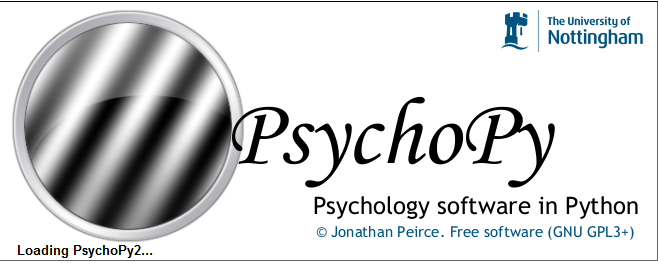 The University of
Nottingham
PsychoPy
Psychology software in Python
© Jonathan Peirce. Free software (GNU GPL3+)
Loading PsychoPy2...